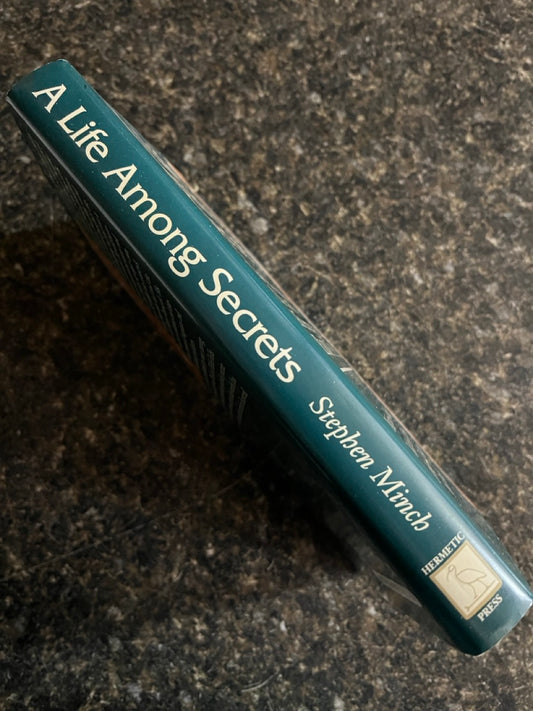 A Life Among Secrets
Stephen Minch
HERMETIC
PRESS